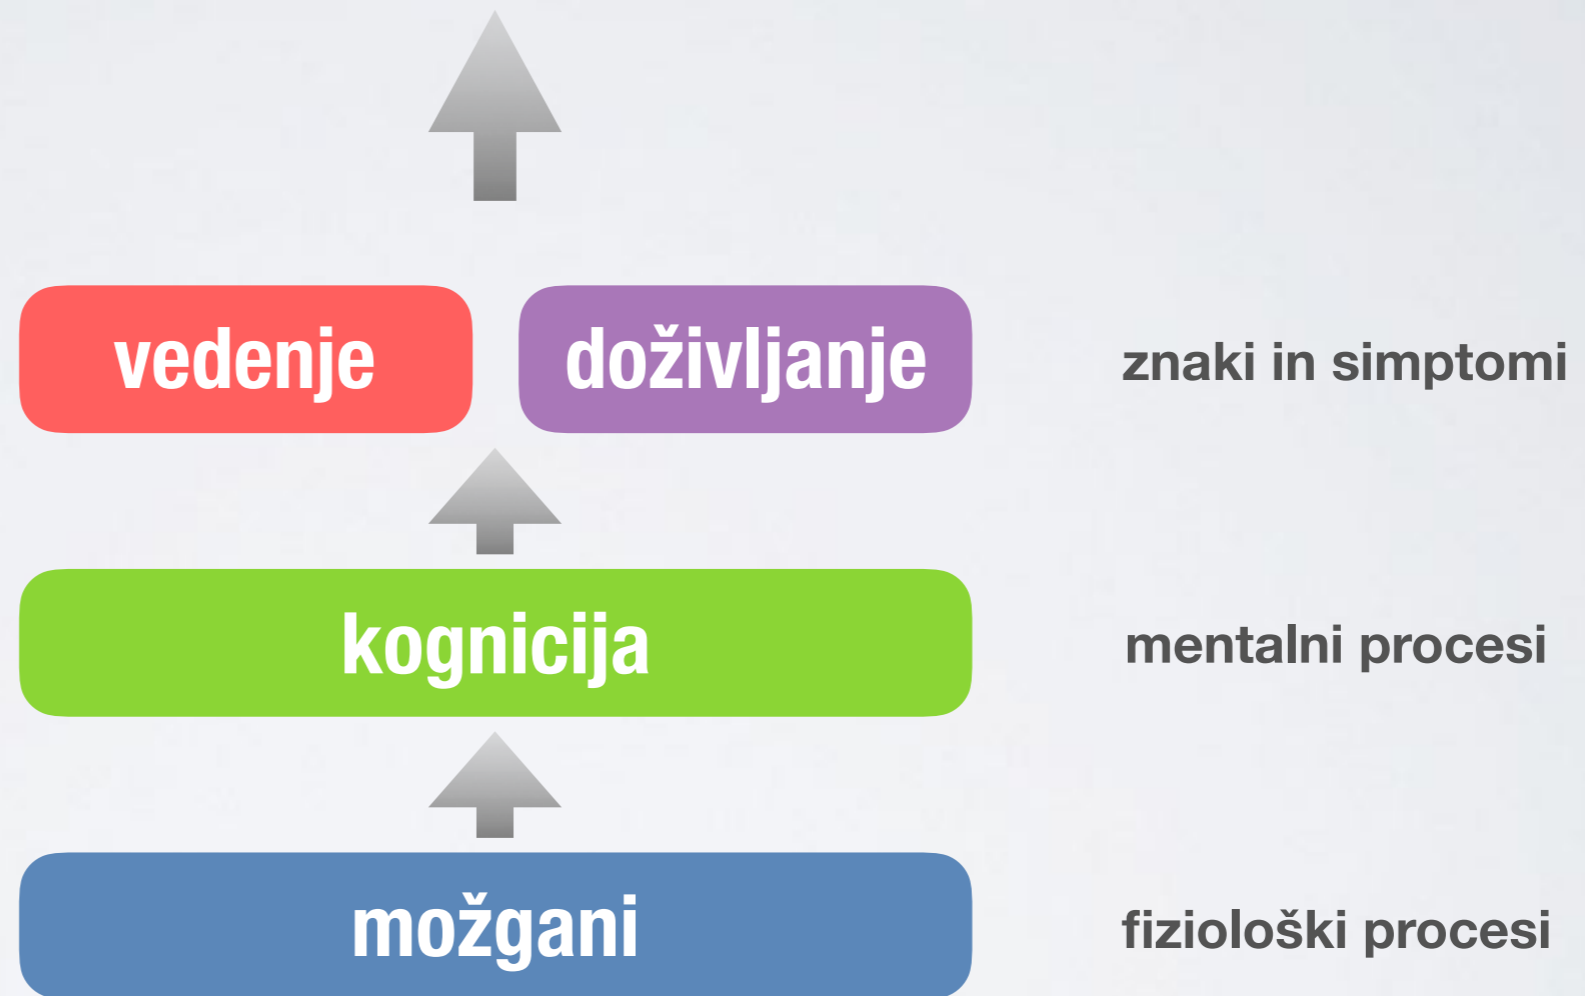 vedenje
doživljanje
znaki in simptomi
kognicija
mentalni procesi
možgani
fiziološki procesi